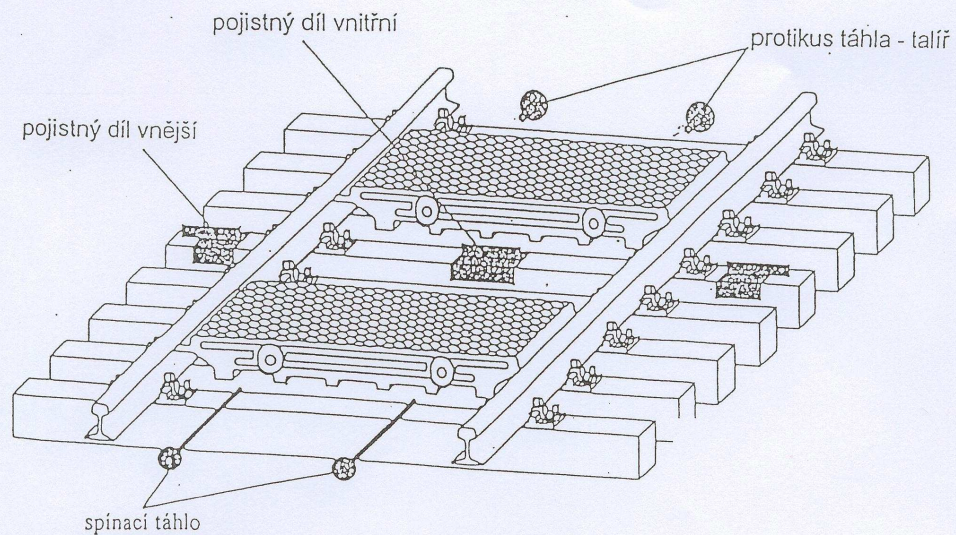 pojistný díl vnitřní
protikus táhla - talíř
pojistný díl vnější
spínací táhlo